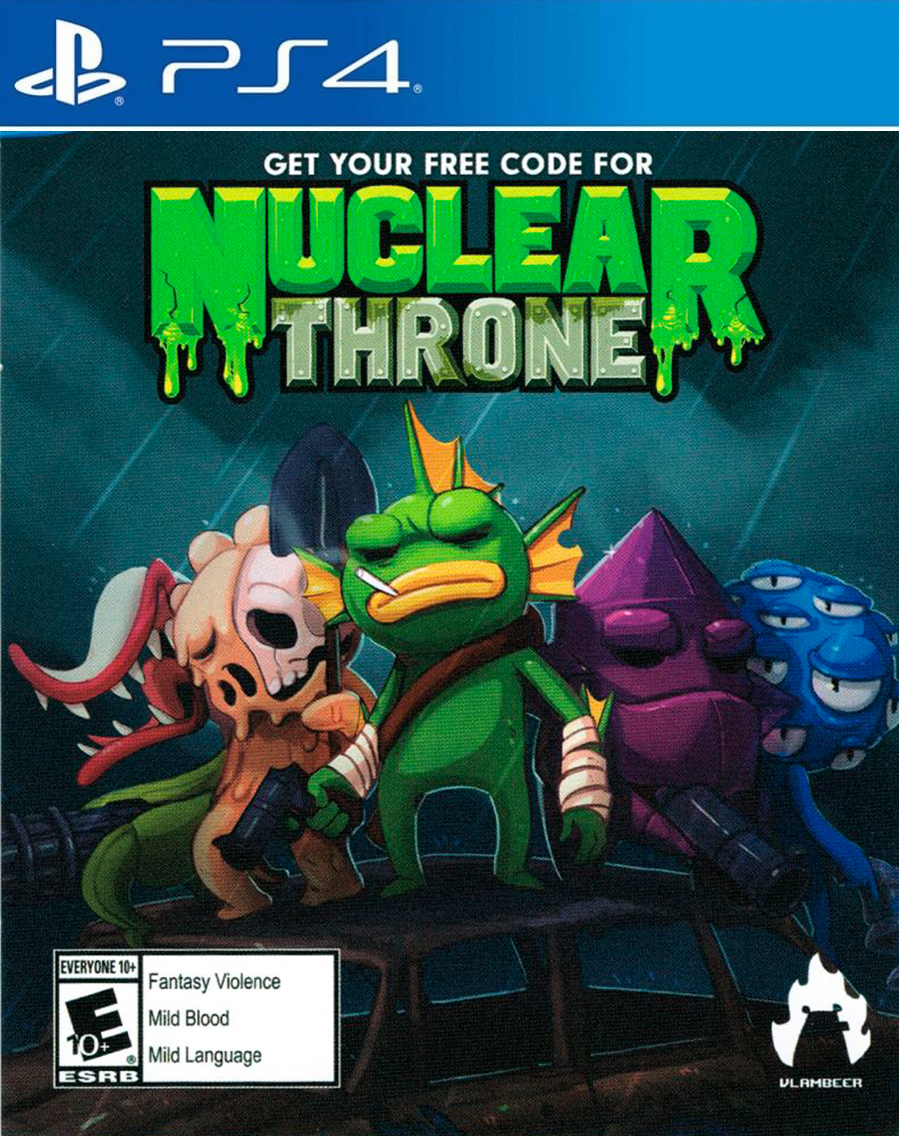 PS4
GET YOUR FREE CODE FOR
NUCLEAR
THRONE
EVERYONE 10+
E
10+
ESRB
Fantasy Violence
Mild Blood
Mild Language
VLAMBEER